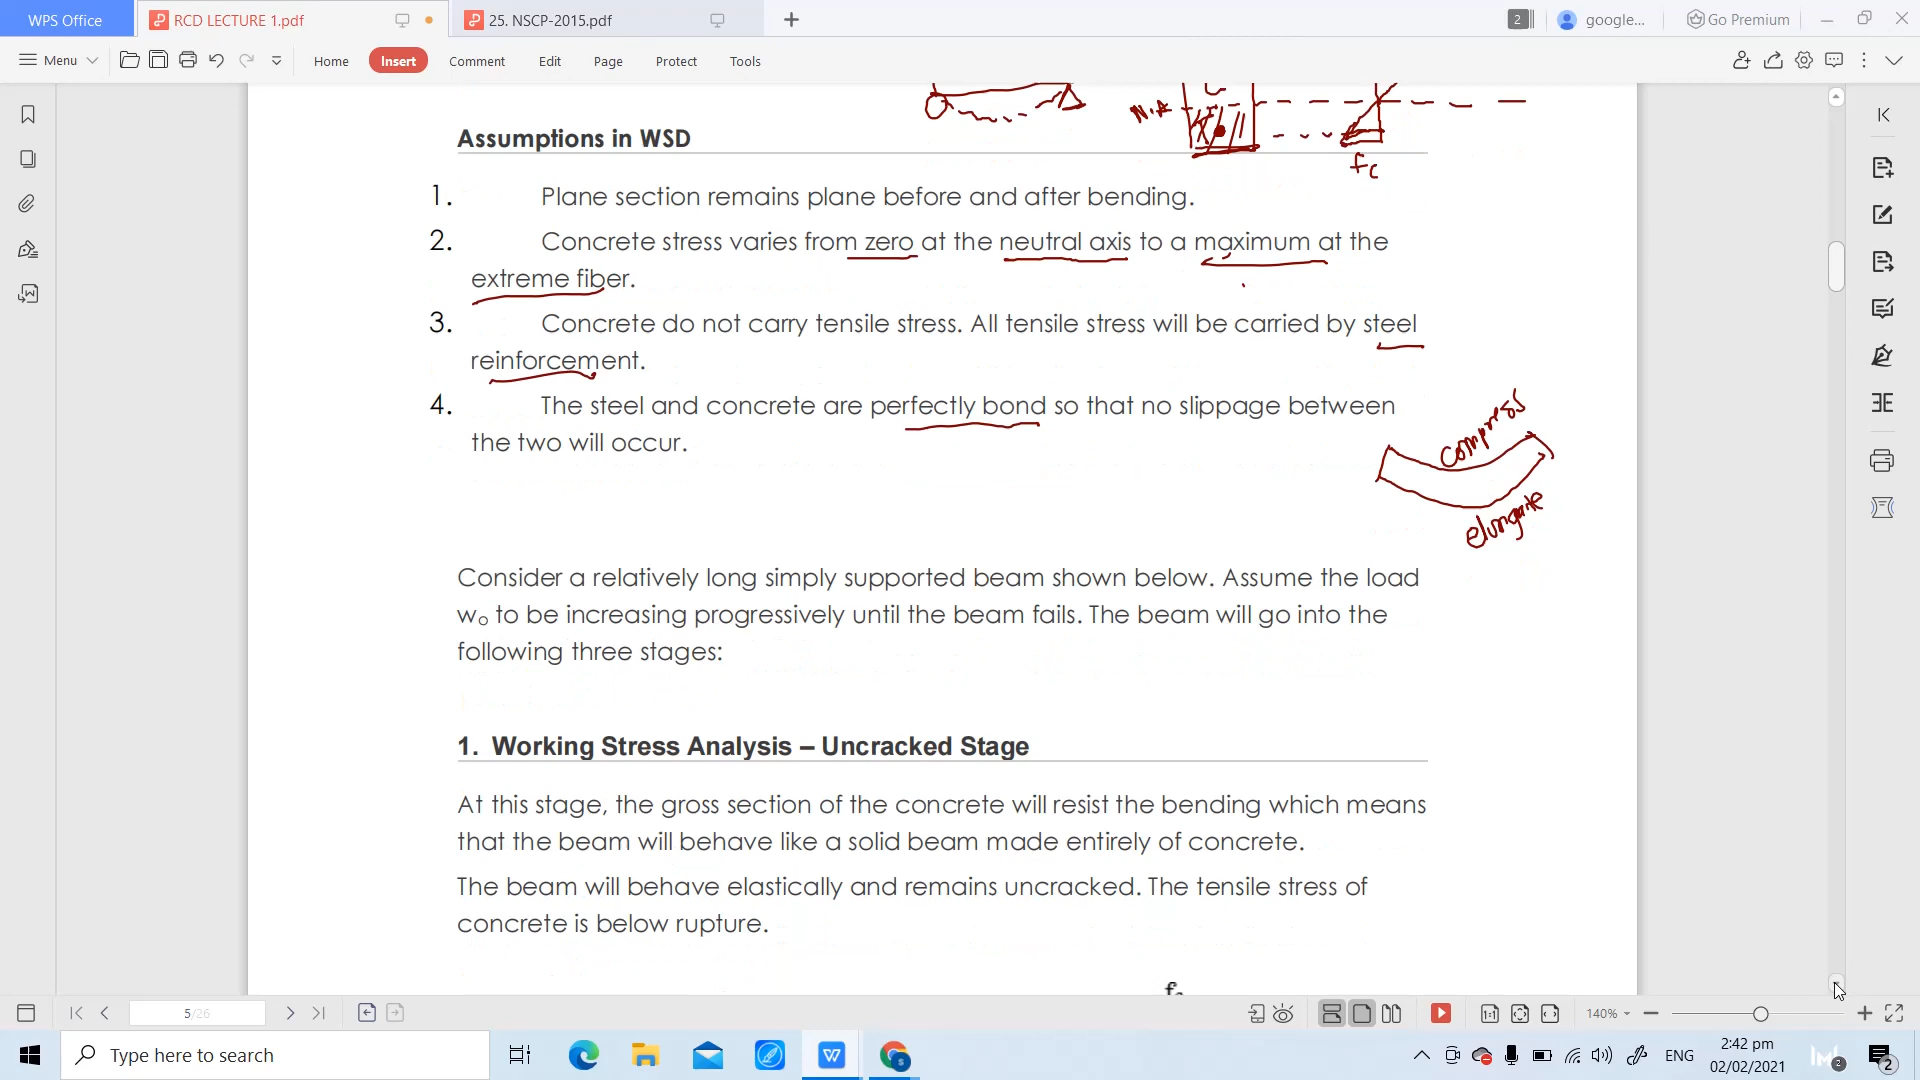 WPS Office
RCD LECTURE 1.pdf
25. NSCP-2015.pdf
2
google...
Go Premium
Menu
Home
Insert
Comment
Edit
Page
Protect
Tools
N.A
fc
Assumptions in WSD
1. Plane section remains plane before and after bending.
2. Concrete stress varies from zero at the neutral axis to a maximum at the
extreme fiber.
3. Concrete do not carry tensile stress. All tensile stress will be carried by steel
reinforcement.
4. The steel and concrete are perfectly bond so that no slippage between
the two will occur.
compress
elongate
Consider a relatively long simply supported beam shown below. Assume the load
wo to be increasing progressively until the beam fails. The beam will go into the
following three stages:
1. Working Stress Analysis – Uncracked Stage
At this stage, the gross section of the concrete will resist the bending which means
that the beam will behave like a solid beam made entirely of concrete.
The beam will behave elastically and remains uncracked. The tensile stress of
concrete is below rupture.
5/26
1:1
140%
Type here to search
ENG
2:42 pm
02/02/2021
2
2